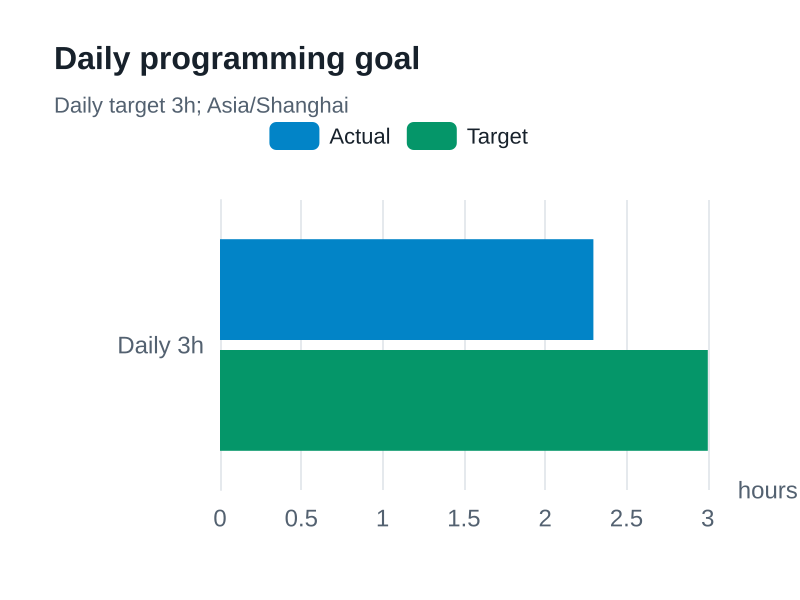 Daily programming goal
Daily target 3h; Asia/Shanghai
Actual Target
Daily 3h
hours
0 0.5 1 1.5 2 2.5 3